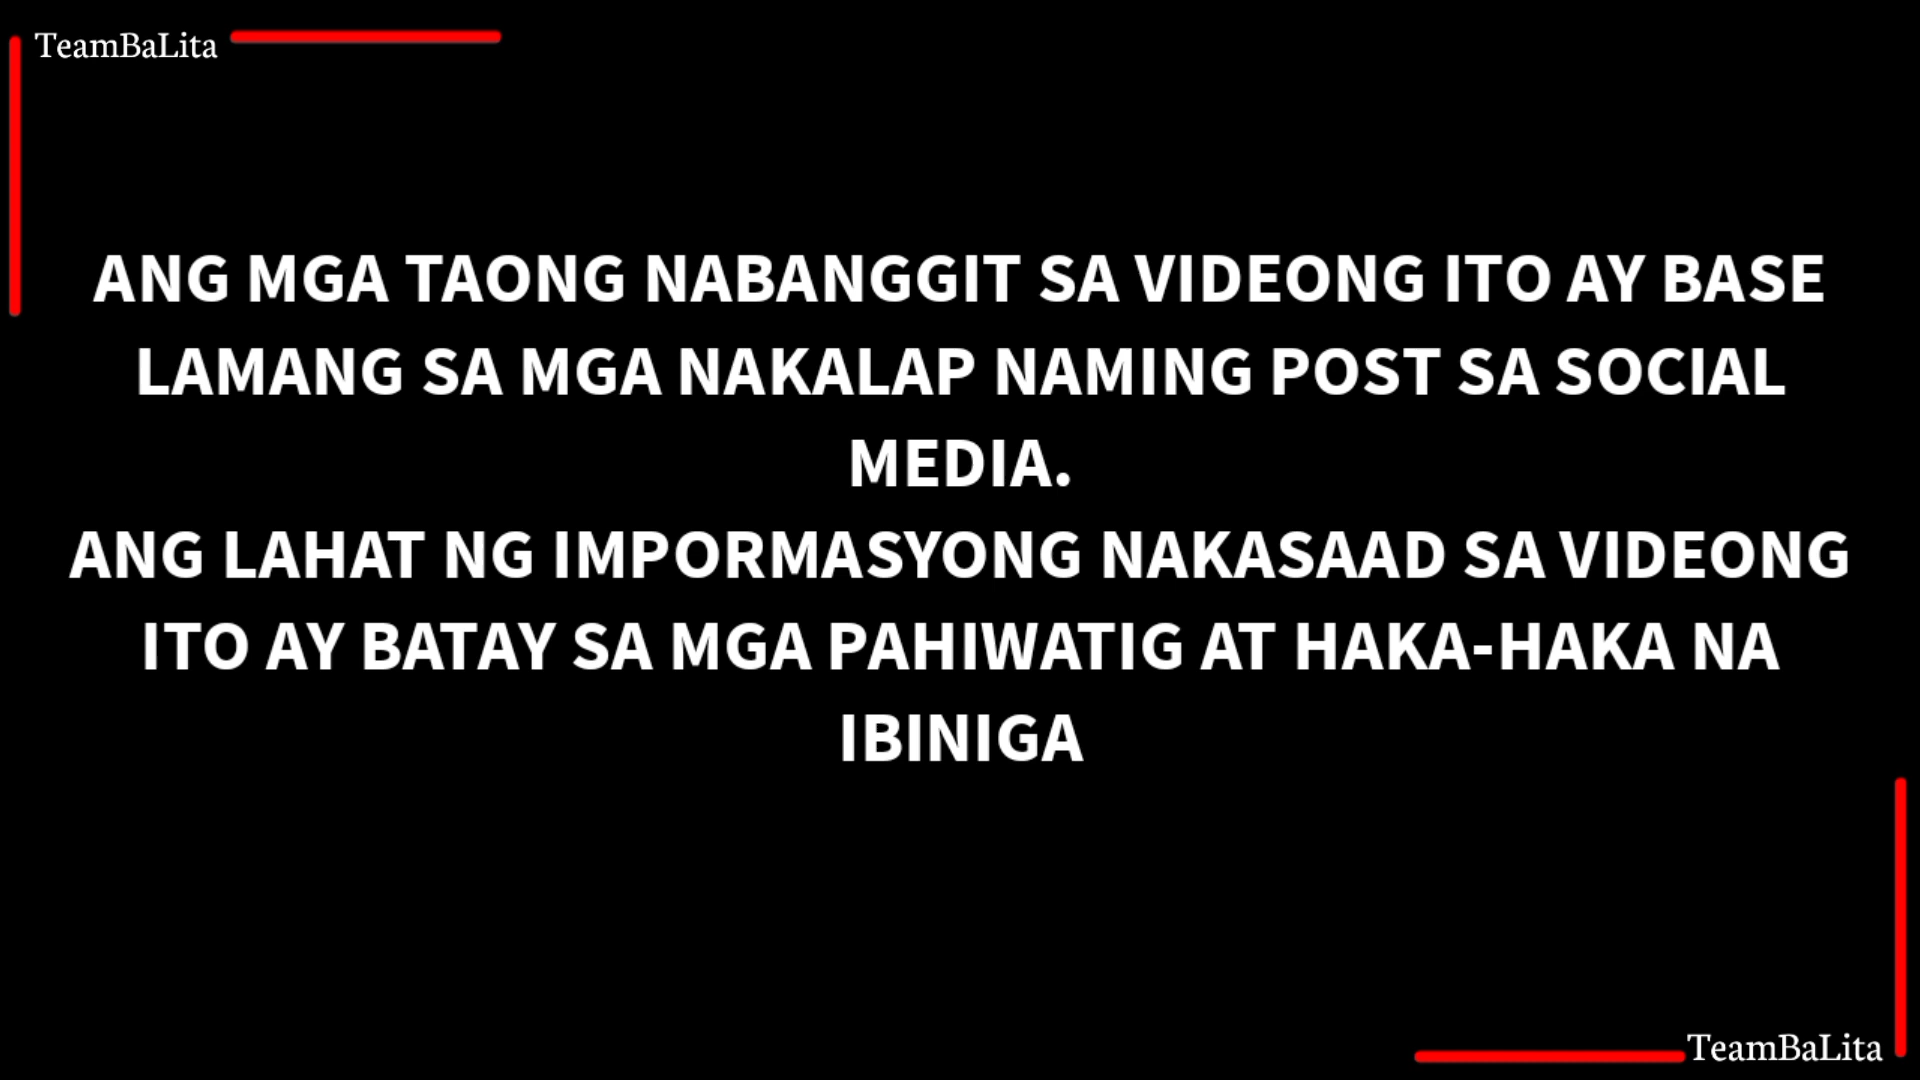 TeamBaLita
ANG MGA TAONG NABANGGIT SA VIDEONG ITO AY BASE
LAMANG SA MGA NAKALAP NAMING POST SA SOCIAL
MEDIA.
ANG LAHAT NG IMPORMASYONG NAKASAAD SA VIDEONG
ITO AY BATAY SA MGA PAHIWATIG AT HAKA-HAKA NA
IBINIGA
TeamBaLita